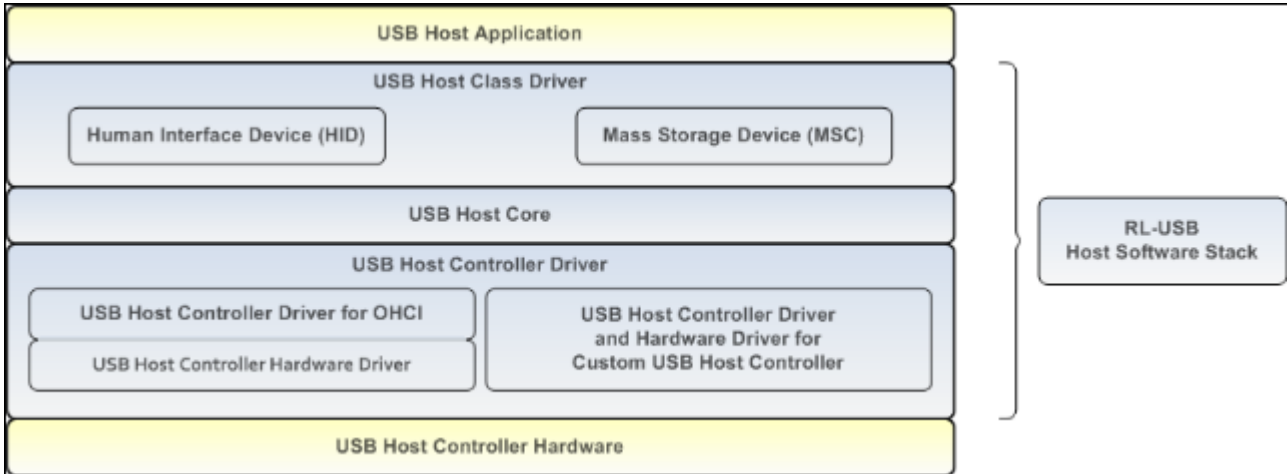 USB Host Application
USB Host Class Driver
Human Interface Device (HID)
Mass Storage Device (MSC)
USB Host Core
USB Host Controller Driver
USB Host Controller Driver for OHCI
USB Host Controller Hardware Driver
USB Host Controller Driver
and Hardware Driver for
Custom USB Host Controller
USB Host Controller Hardware
RL-USB
Host Software Stack